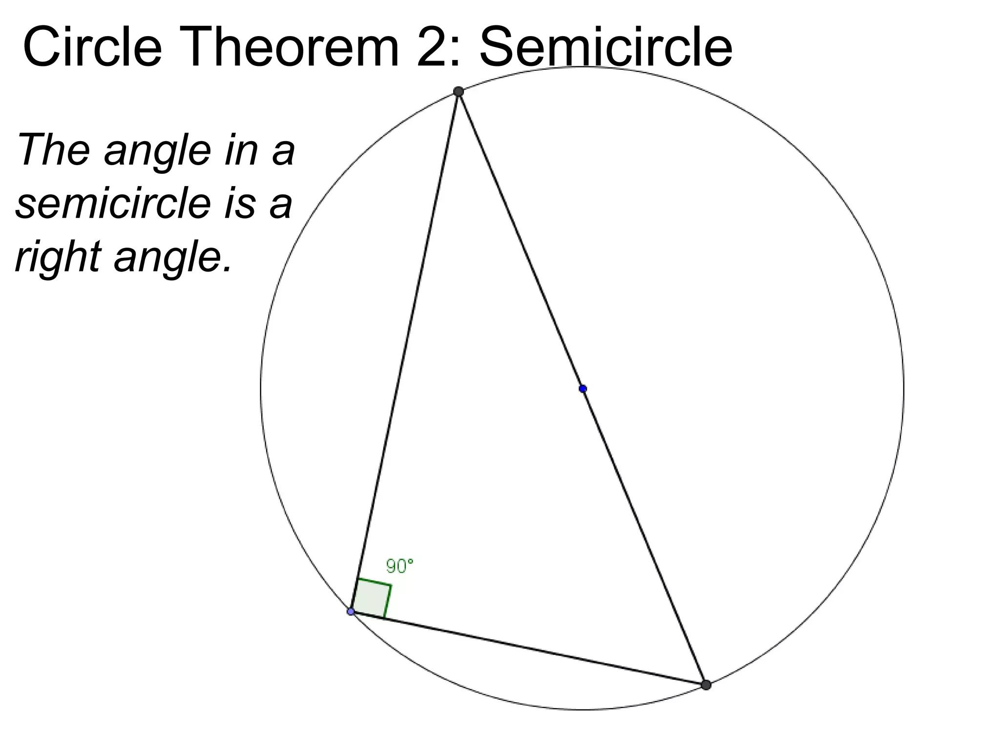 Circle Theorem 2: Semicircle
The angle in a
semicircle is a
right angle.
90°